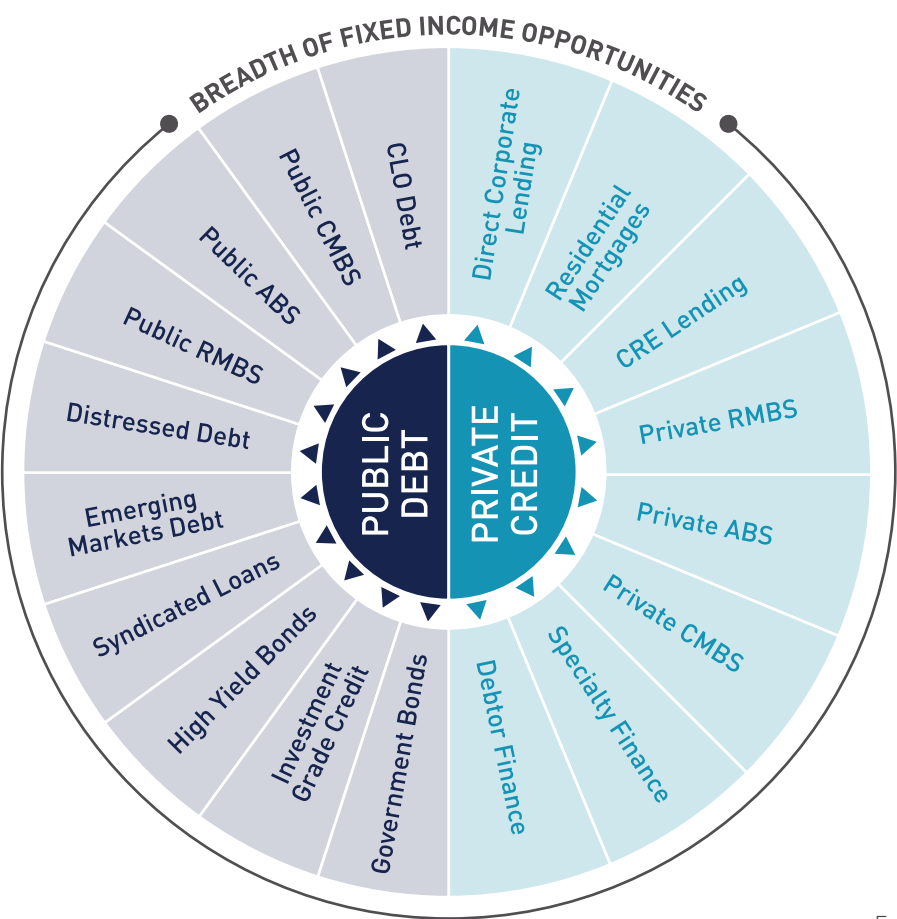 BREADTH OF FIXED INCOME OPPORTUNITIES
CLO Debt
Public CMBS
Public ABS
Public RMBS
Distressed Debt
Emerging
Markets Debt
Syndicated Loans
High Yield Bonds
Investment
Grade Credit
Government Bonds
PUBLIC
DEBT
PRIVATE
CREDIT
Direct Corporate
Lending
Residential
Mortgages
CRE Lending
Private RMBS
Private ABS
Private CMBS
Specialty Finance
Debtor Finance